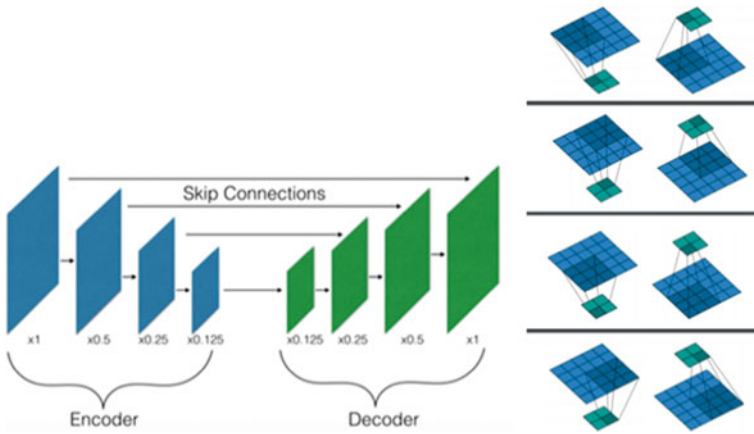 Skip Connections
x1
x0.5
x0.25
x0.125
x0.125
x0.25
x0.5
x1
Encoder
Decoder